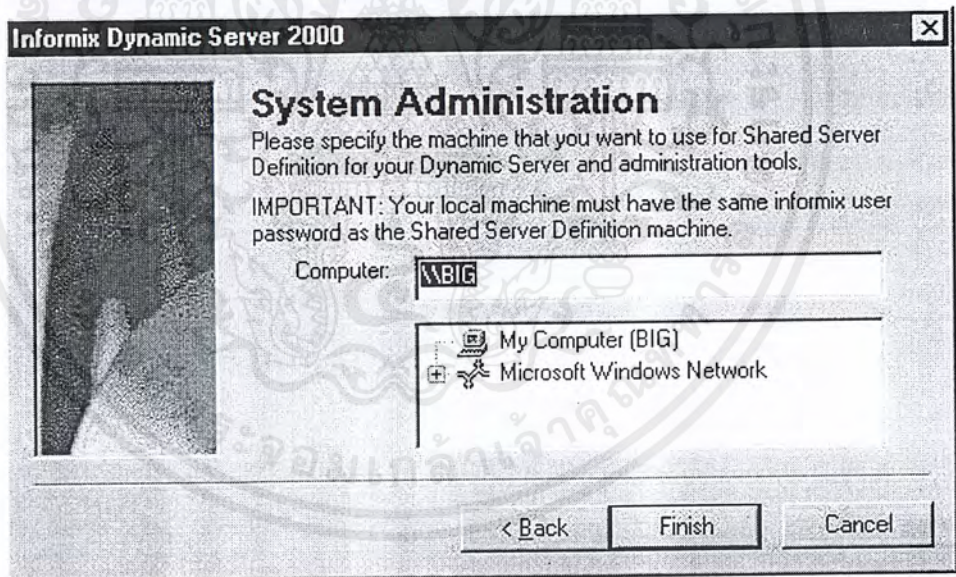 Informix Dynamic Server 2000
System Administration
Please specify the machine that you want to use for Shared Server
Definition for your Dynamic Server and administration tools.
IMPORTANT: Your local machine must have the same informix user
password as the Shared Server Definition machine.
Computer: \\BIG
My Computer (BIG)
Microsoft Windows Network
< Back Finish Cancel